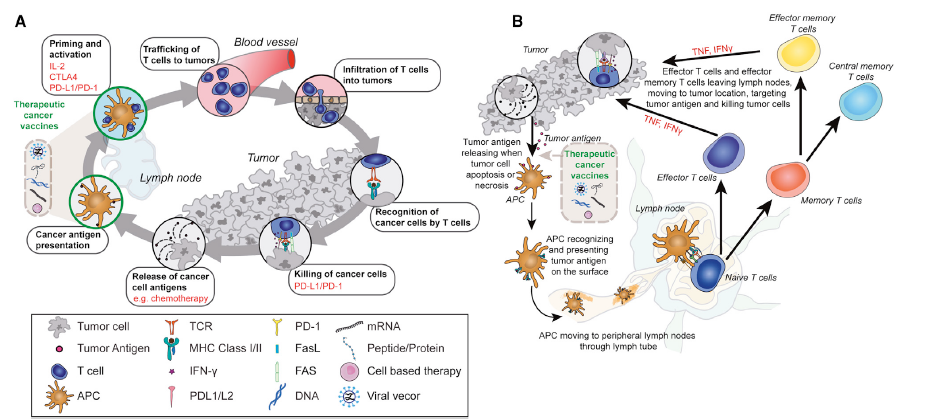 A
Priming and
activation
IL-2
CTLA4
PD-L1/PD-1
Trafficking of
T cells to tumors
Blood vessel
Infiltration of T cells
into tumors
Therapeutic
cancer
vaccines
Lymph node
Tumor
Recognition of
cancer cells by T cells
Cancer antigen
presentation
Release of cancer
cell antigens
e.g. chemotherapy
Killing of cancer cells
PD-L1/PD-1
Tumor cell
Tumor Antigen
T cell
APC
TCR
MHC Class I/II
IFN-γ
PDL1/L2
PD-1
FasL
FAS
DNA
mRNA
Peptide/Protein
Cell based therapy
Viral vecor
B
Tumor
Effector memory
T cells
TNF, IFNγ
Central memory
T cells
Effector T cells and effector
memory T cells leaving lymph nodes,
moving to tumor location, targeting
tumor antigen and killing tumor cells
TNF, IFNγ
Tumor antigen
Tumor antigen
releasing when
tumor cell
apoptosis or
necrosis
APC
Therapeutic
cancer
vaccines
Effector T cells
Memory T cells
Lymph node
APC recognizing
and presenting
tumor antigen
on the surface
Naive T cells
APC moving to peripheral lymph nodes
through lymph tube